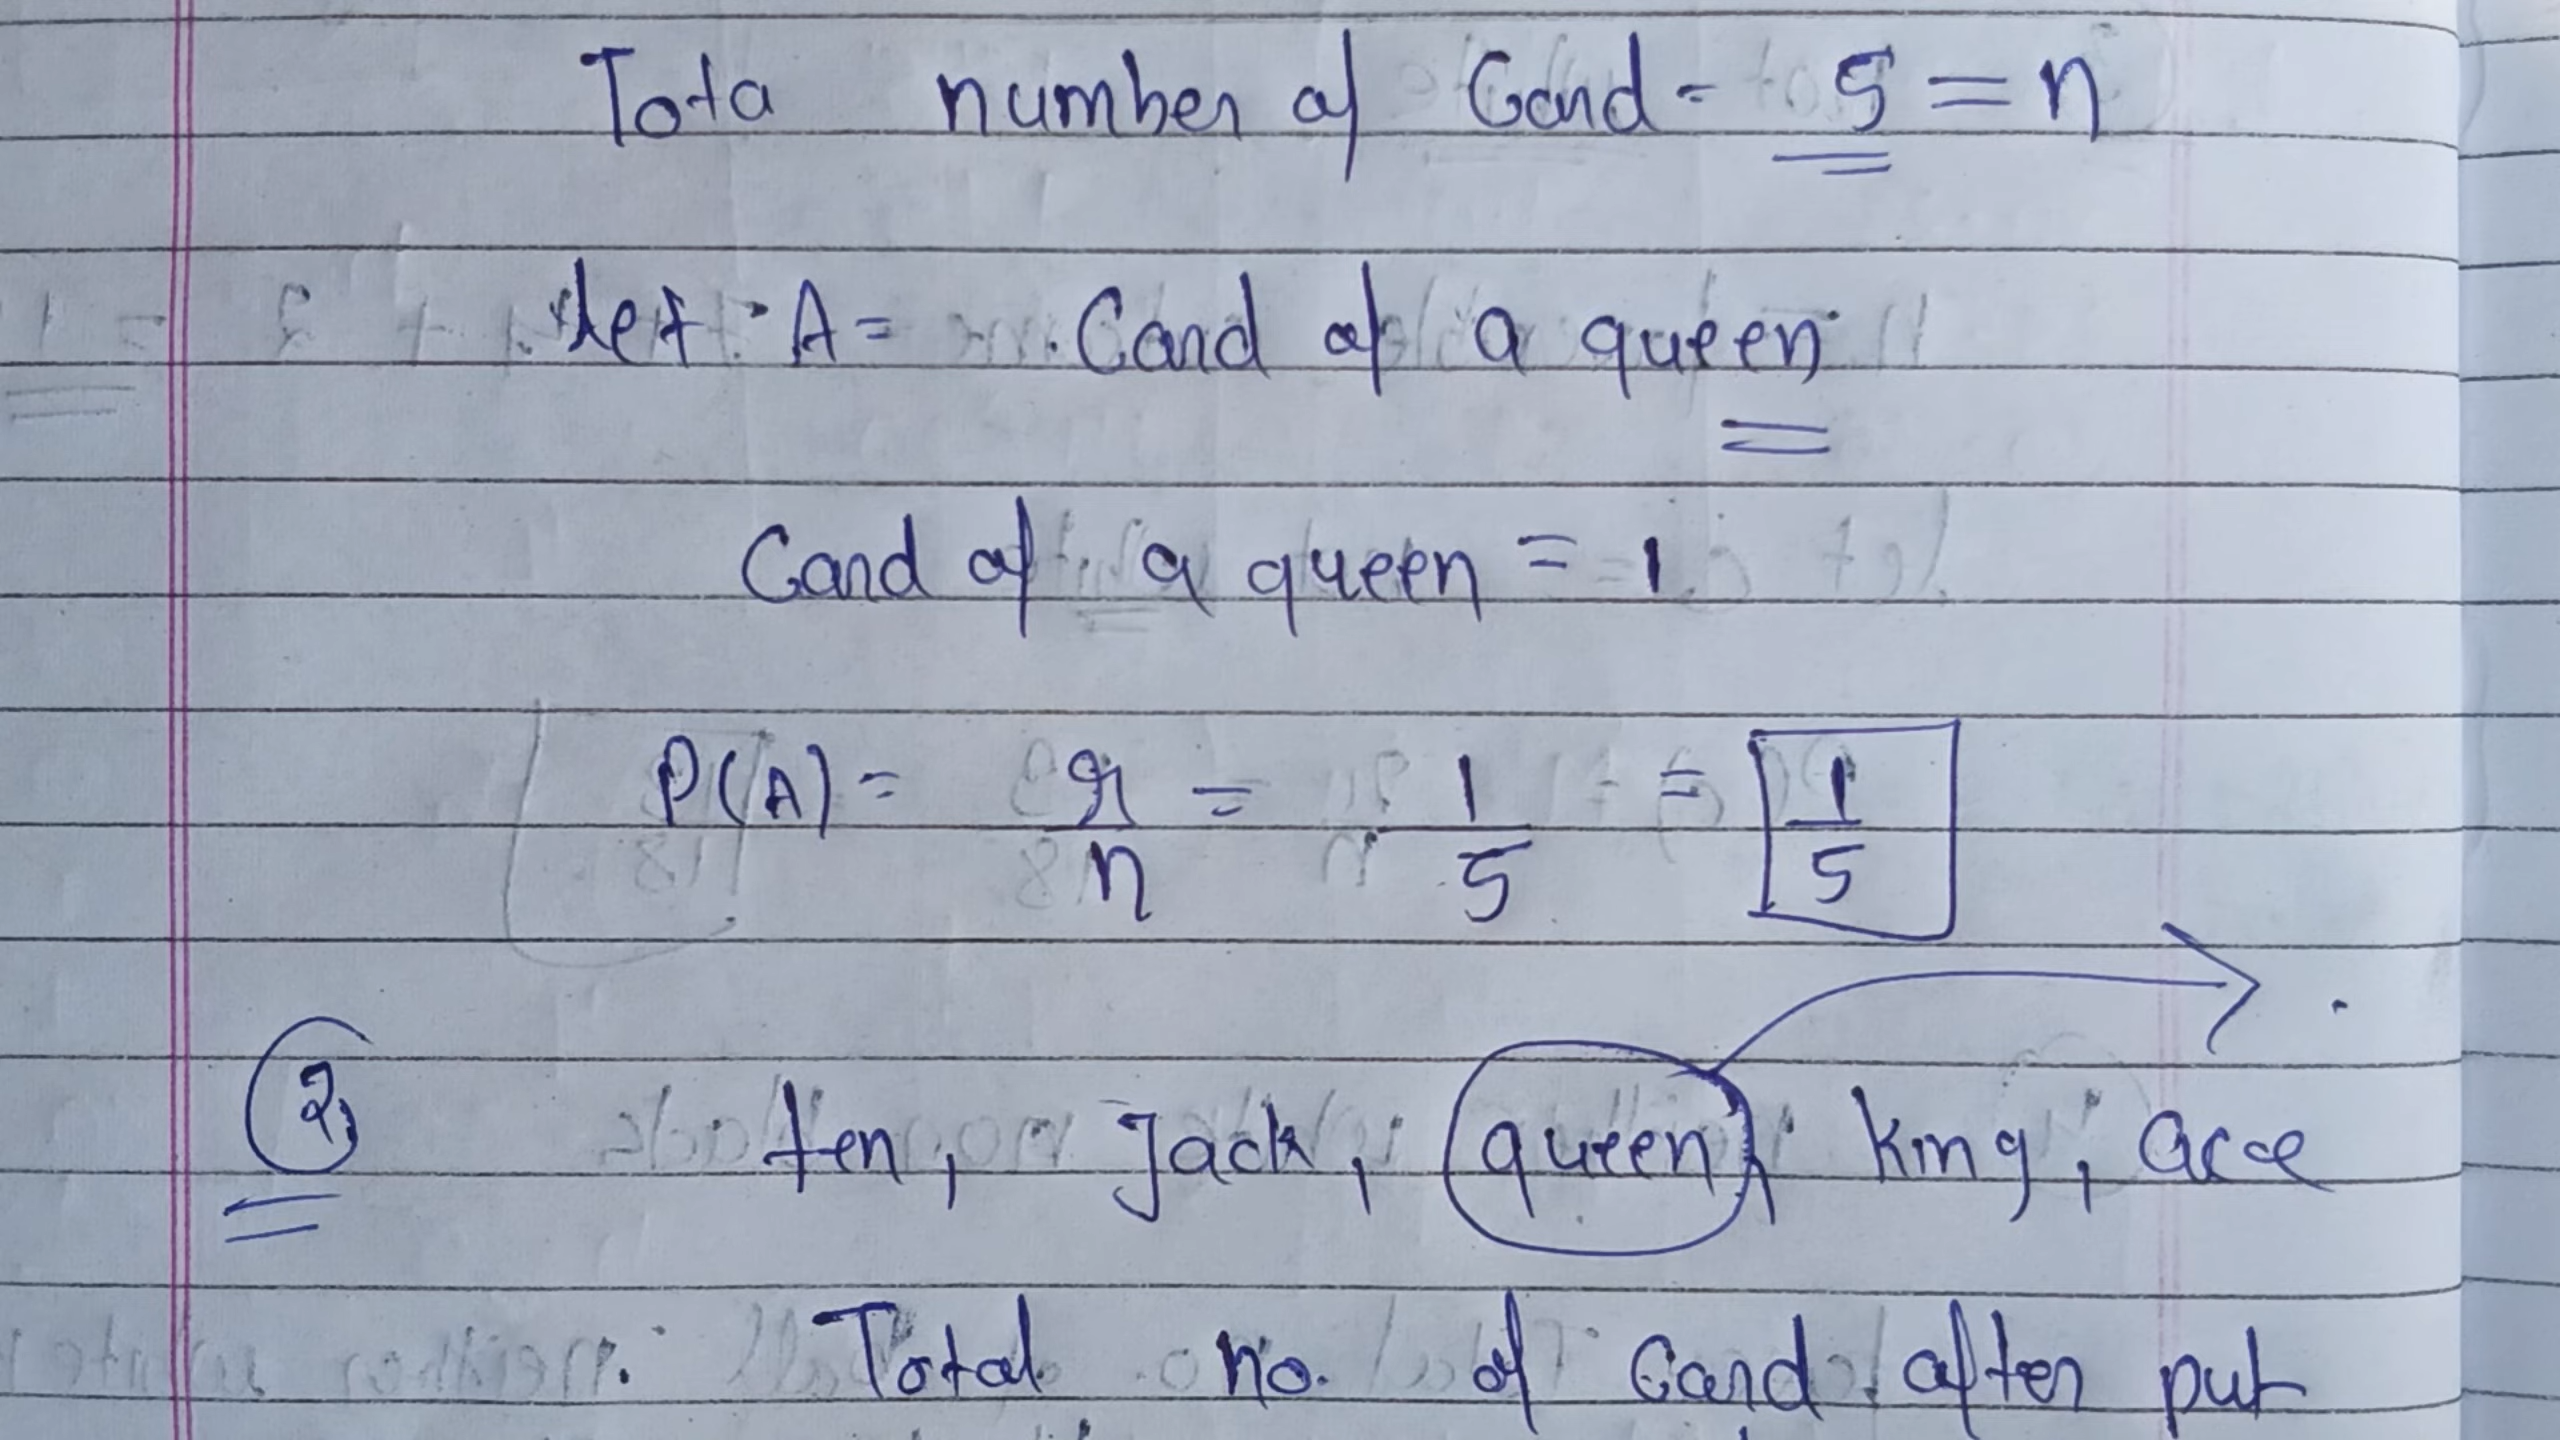 Tota number of Card = 5 = n
let A = Card of a queen
Card of a queen = 1
P(A) = r/n = 1/5 = 1/5
2) ten, Jack, queen, king, acce
Total no. of Card after put